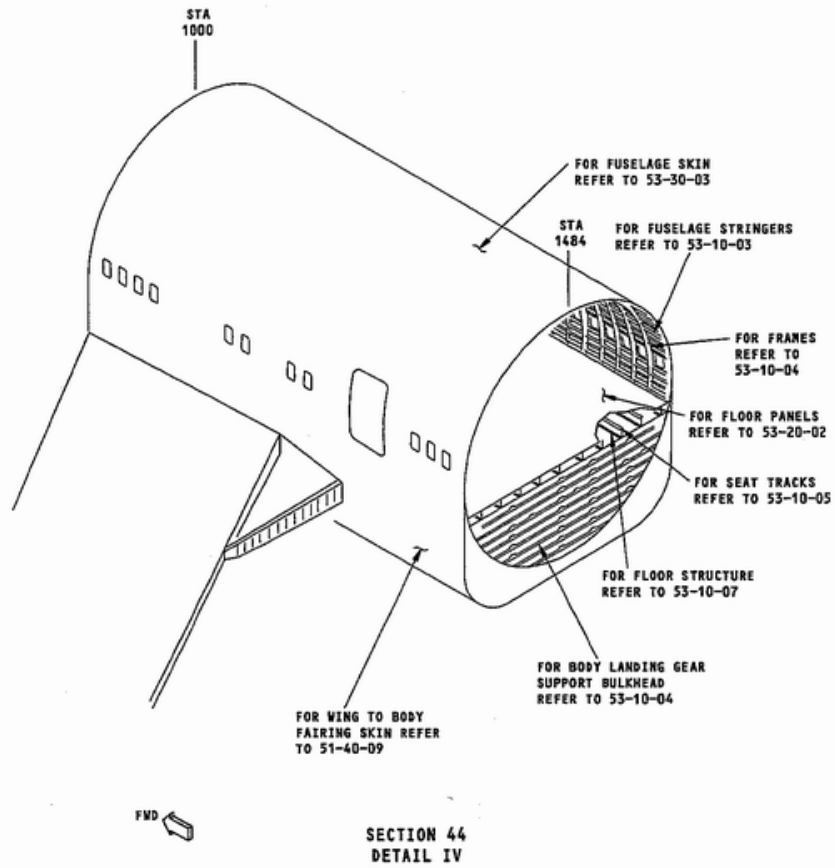 STA
1000
FOR FUSELAGE SKIN
REFER TO 53-30-03
STA
1484
FOR FUSELAGE STRINGERS
REFER TO 53-10-03
FOR FRAMES
REFER TO
53-10-04
FOR FLOOR PANELS
REFER TO 53-20-02
FOR SEAT TRACKS
REFER TO 53-10-05
FOR FLOOR STRUCTURE
REFER TO 53-10-07
FOR BODY LANDING GEAR
SUPPORT BULKHEAD
REFER TO 53-10-04
FOR WING TO BODY
FAIRING SKIN REFER
TO 51-40-09
FWD
SECTION 44
DETAIL IV